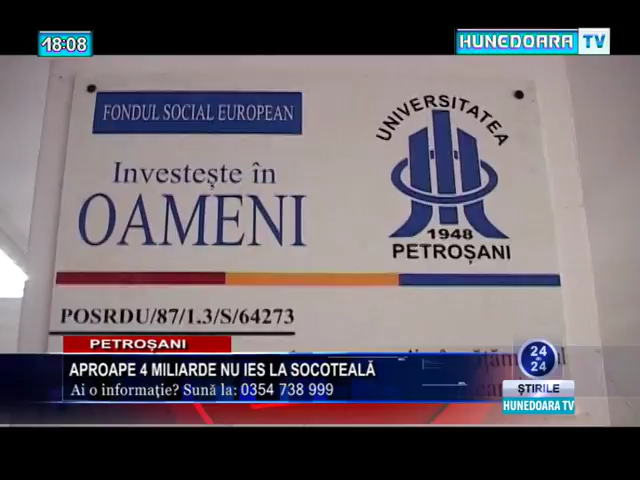 18:08
HUNEDOARA TV
FONDUL SOCIAL EUROPEAN
Investește în
OAMENI
UNIVERSITATEA
1948
PETROȘANI
POSRDU/87/1.3/S/64273
PETROȘANI
APROAPE 4 MILIARDE NU IES LA SOCOTEALĂ
Ai o informație? Sună la: 0354 738 999
24
24
ȘTIRILE
HUNEDOARA TV